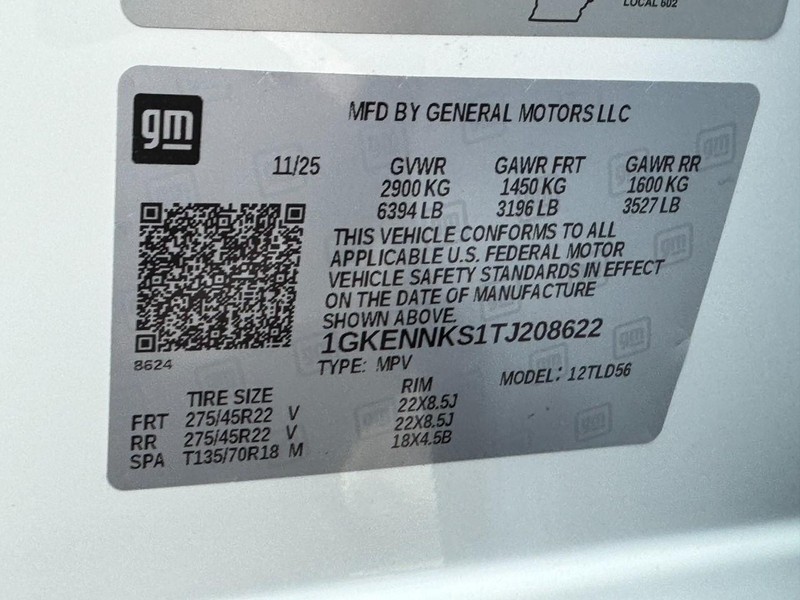 LOCAL 602
gm
MFD BY GENERAL MOTORS LLC
11/25 GVWR GAWR FRT GAWR RR
2900 KG 1450 KG 1600 KG
6394 LB 3196 LB 3527 LB
THIS VEHICLE CONFORMS TO ALL
APPLICABLE U.S. FEDERAL MOTOR
VEHICLE SAFETY STANDARDS IN EFFECT
ON THE DATE OF MANUFACTURE
SHOWN ABOVE.
1GKENNKS1TJ208622
8624
TYPE: MPV MODEL: 12TLD56
TIRE SIZE RIM
FRT 275/45R22 V 22X8.5J
RR 275/45R22 V 22X8.5J
SPA T135/70R18 M 18X4.5B